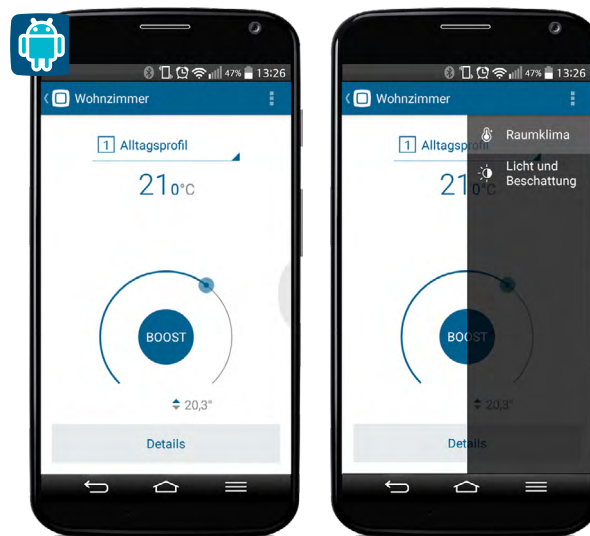 47% 13:26
Wohnzimmer
1 Alltagsprofil
21 0°C
BOOST
20,3°
Details
47% 13:26
Wohnzimmer
1 Alltagsprofil
21
BOOST
20,3°
Details
Raumklima
Licht und
Beschattung